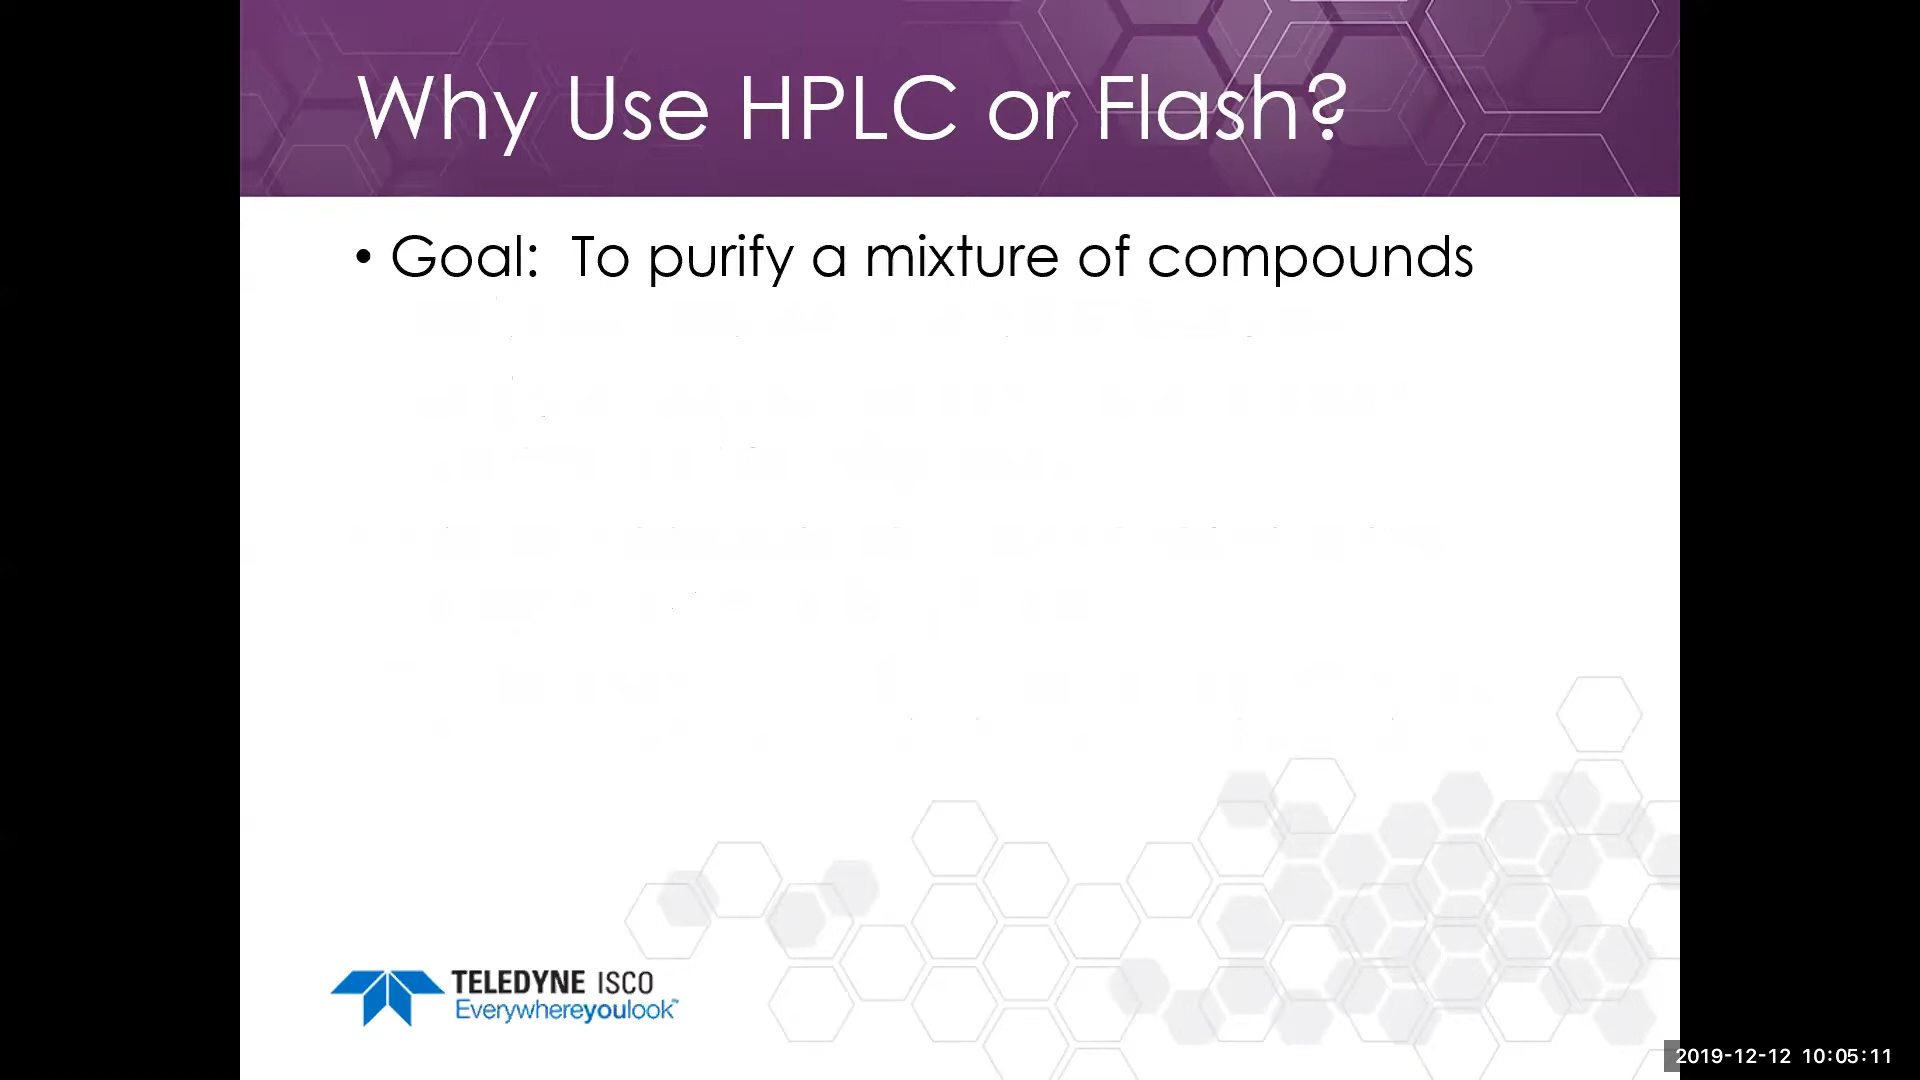 Why Use HPLC or Flash?
• Goal: To purify a mixture of compounds
TELEDYNE ISCO
Everywhereyoulook™
2019-12-12 10:05:11